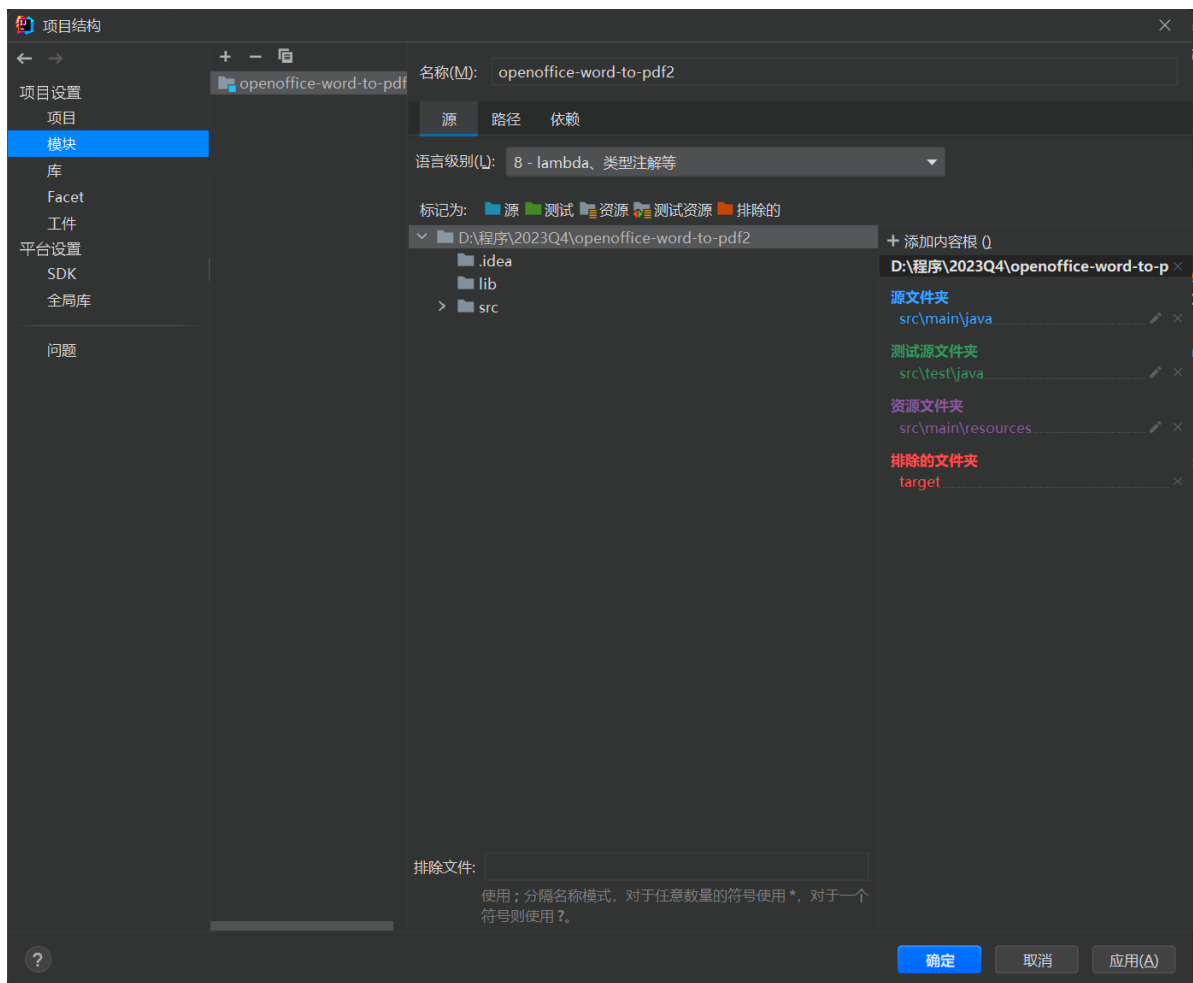 项目结构
项目设置
项目
模块
库
Facet
工件
平台设置
SDK
全局库
问题
openoffice-word-to-pdf
名称(M): openoffice-word-to-pdf2
源 路径 依赖
语言级别(L): 8 - lambda、类型注解等
标记为: 源 测试 资源 测试资源 排除的
D:\程序\2023Q4\openoffice-word-to-pdf2
.idea
lib
src
+ 添加内容根 ()
D:\程序\2023Q4\openoffice-word-to-p
源文件夹
src\main\java
测试源文件夹
src\test\java
资源文件夹
src\main\resources
排除的文件夹
target
排除文件:
使用 ; 分隔名称模式，对于任意数量的符号使用 *，对于一个
符号则使用 ?。
?
确定 取消 应用(A)